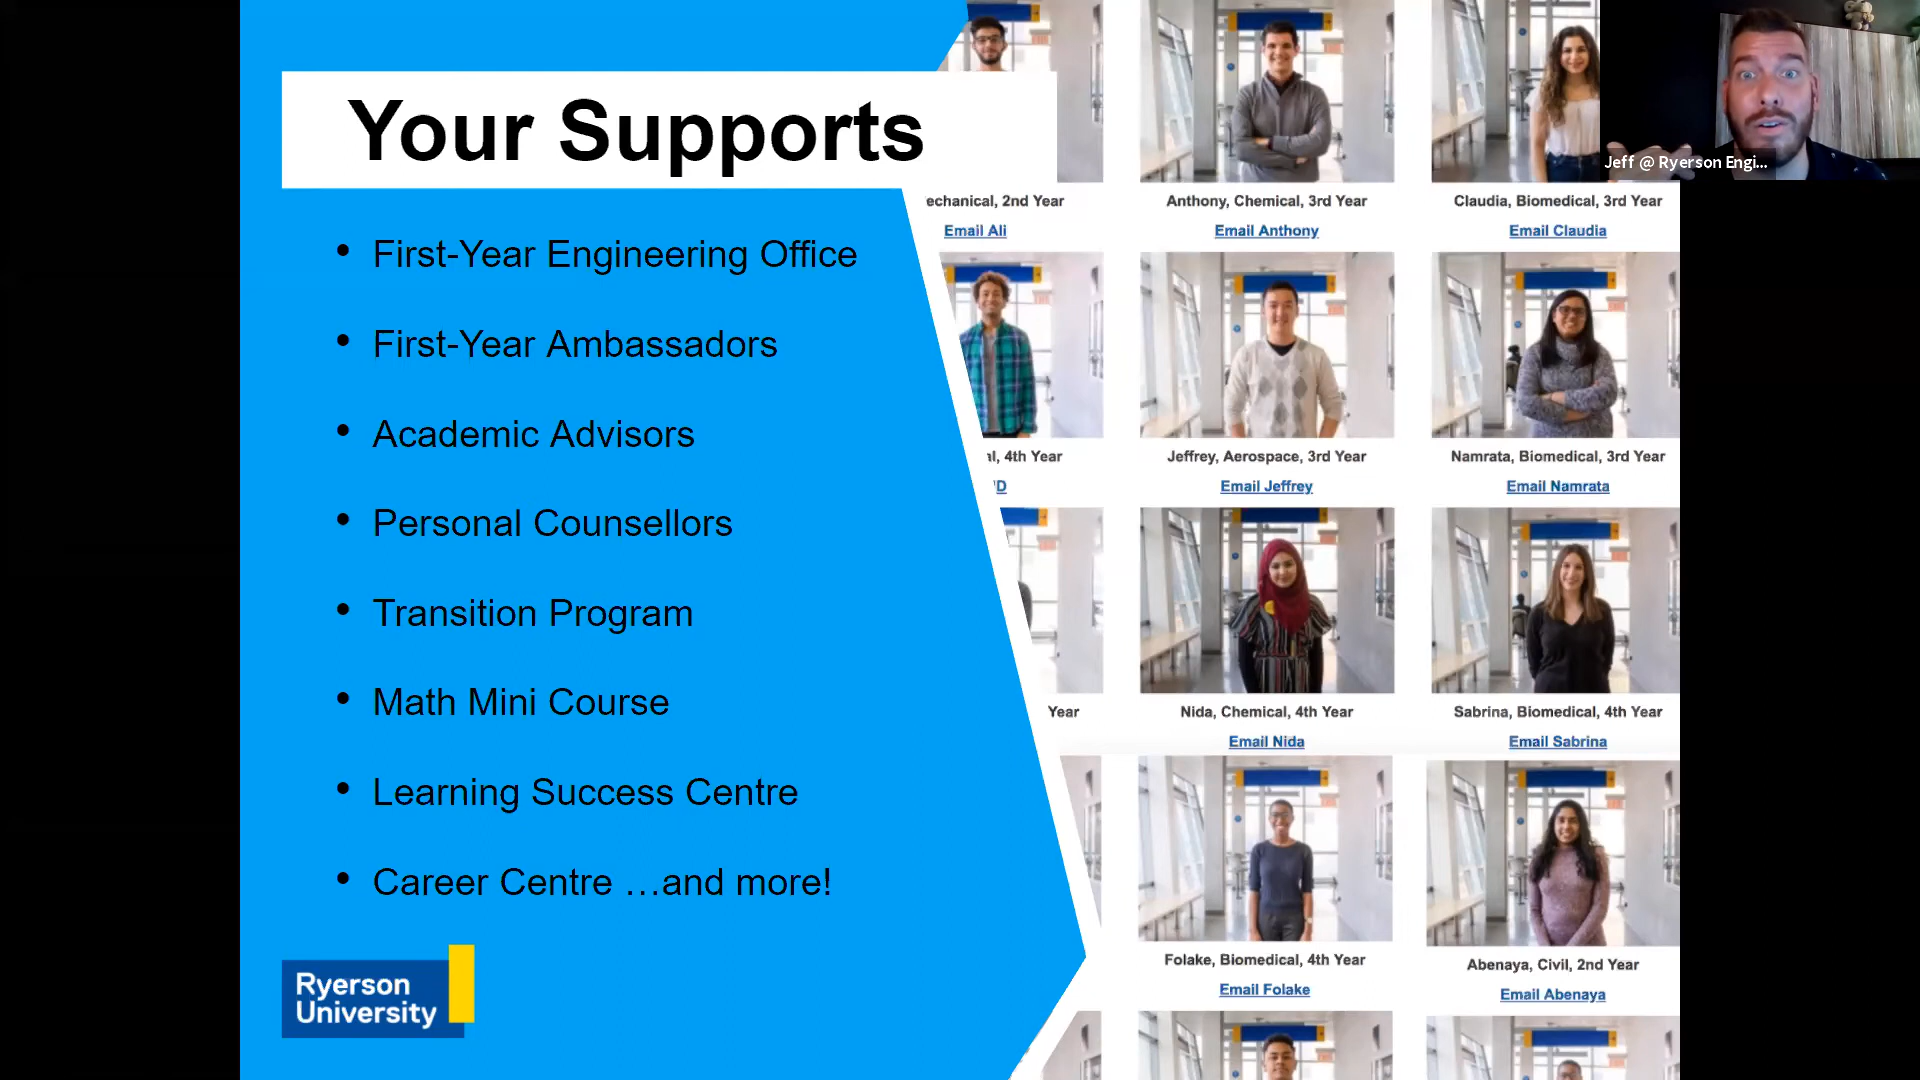 Your Supports
• First-Year Engineering Office
• First-Year Ambassadors
• Academic Advisors
• Personal Counsellors
• Transition Program
• Math Mini Course
• Learning Success Centre
• Career Centre …and more!
Ryerson
University
echanical, 2nd Year
Email Ali
Anthony, Chemical, 3rd Year
Email Anthony
Claudia, Biomedical, 3rd Year
Email Claudia
Jeff @ Ryerson Engi...
al, 4th Year
D
Jeffrey, Aerospace, 3rd Year
Email Jeffrey
Namrata, Biomedical, 3rd Year
Email Namrata
Year
Nida, Chemical, 4th Year
Email Nida
Sabrina, Biomedical, 4th Year
Email Sabrina
Folake, Biomedical, 4th Year
Email Folake
Abenaya, Civil, 2nd Year
Email Abenaya